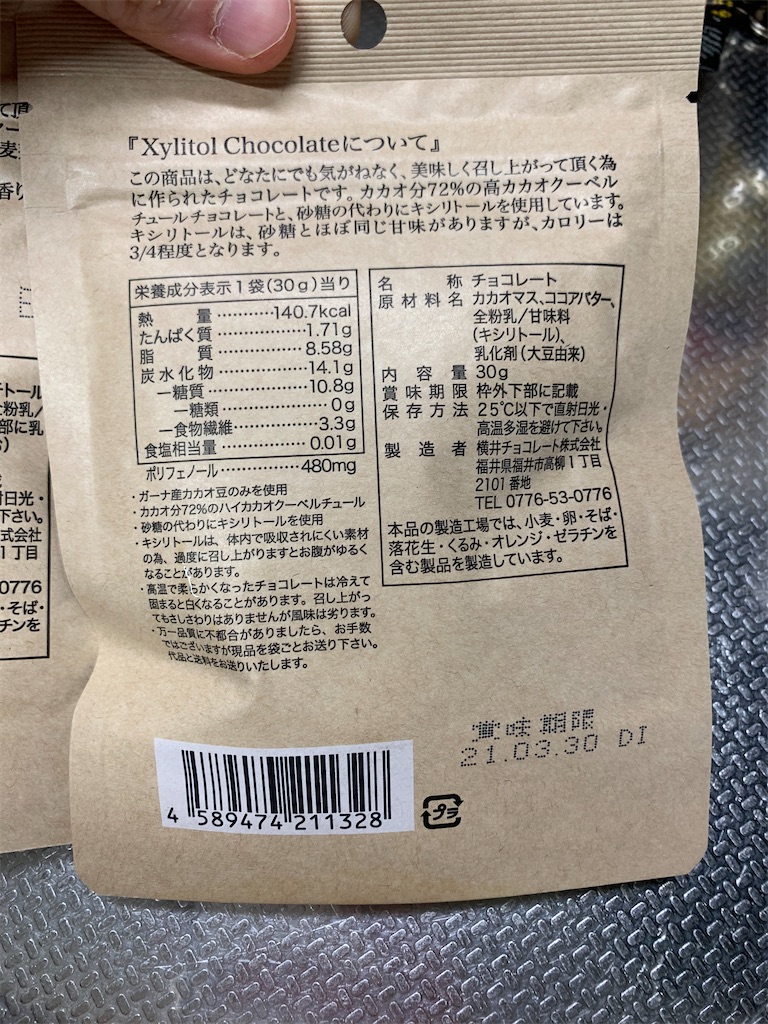 『Xylitol Chocolateについて』
この商品は、どなたにでも気がねなく、美味しく召し上がって頂く為
に作られたチョコレートです。カカオ分72%の高カカオクーベル
チュールチョコレートと、砂糖の代わりにキシリトールを使用しています。
キシリトールは、砂糖とほぼ同じ甘味がありますが、カロリーは
3/4程度となります。
栄養成分表示1袋(30g)当り
熱量…………140.7kcal
たんぱく質…………1.71g
脂質…………8.58g
炭水化物…………14.1g
―糖質…………10.8g
―糖類…………0g
―食物繊維…………3.3g
食塩相当量…………0.01g
ポリフェノール…………480mg
・ガーナ産カカオ豆のみを使用
・カカオ分72%のハイカカオクーベルチュール
・砂糖の代わりにキシリトールを使用
・キシリトールは、体内で吸収されにくい素材
の為、過度に召し上がりますとお腹がゆるく
なることがあります。
・高温で柔らかくなったチョコレートは冷えて
固まると白くなることがあります。召し上がっ
てもさしさわりはありませんが風味は劣ります。
・万一品質に不都合がありましたら、お手数
ではございますが現品を袋ごとお送り下さい。
代品と送料をお送りいたします。
名称 チョコレート
原材料名 カカオマス、ココアバター、
全粉乳/甘味料
(キシリトール)、
乳化剤(大豆由来)
内容量 30g
賞味期限 枠外下部に記載
保存方法 25℃以下で直射日光・
高温多湿を避けて下さい。
製造者 横井チョコレート株式会社
福井県福井市高柳1丁目
2101番地
TEL 0776-53-0776
本品の製造工場では、小麦・卵・そば・
落花生・くるみ・オレンジ・ゼラチンを
含む製品を製造しています。
賞味期限
21.03.30 DI
4 589474 211328
プラ